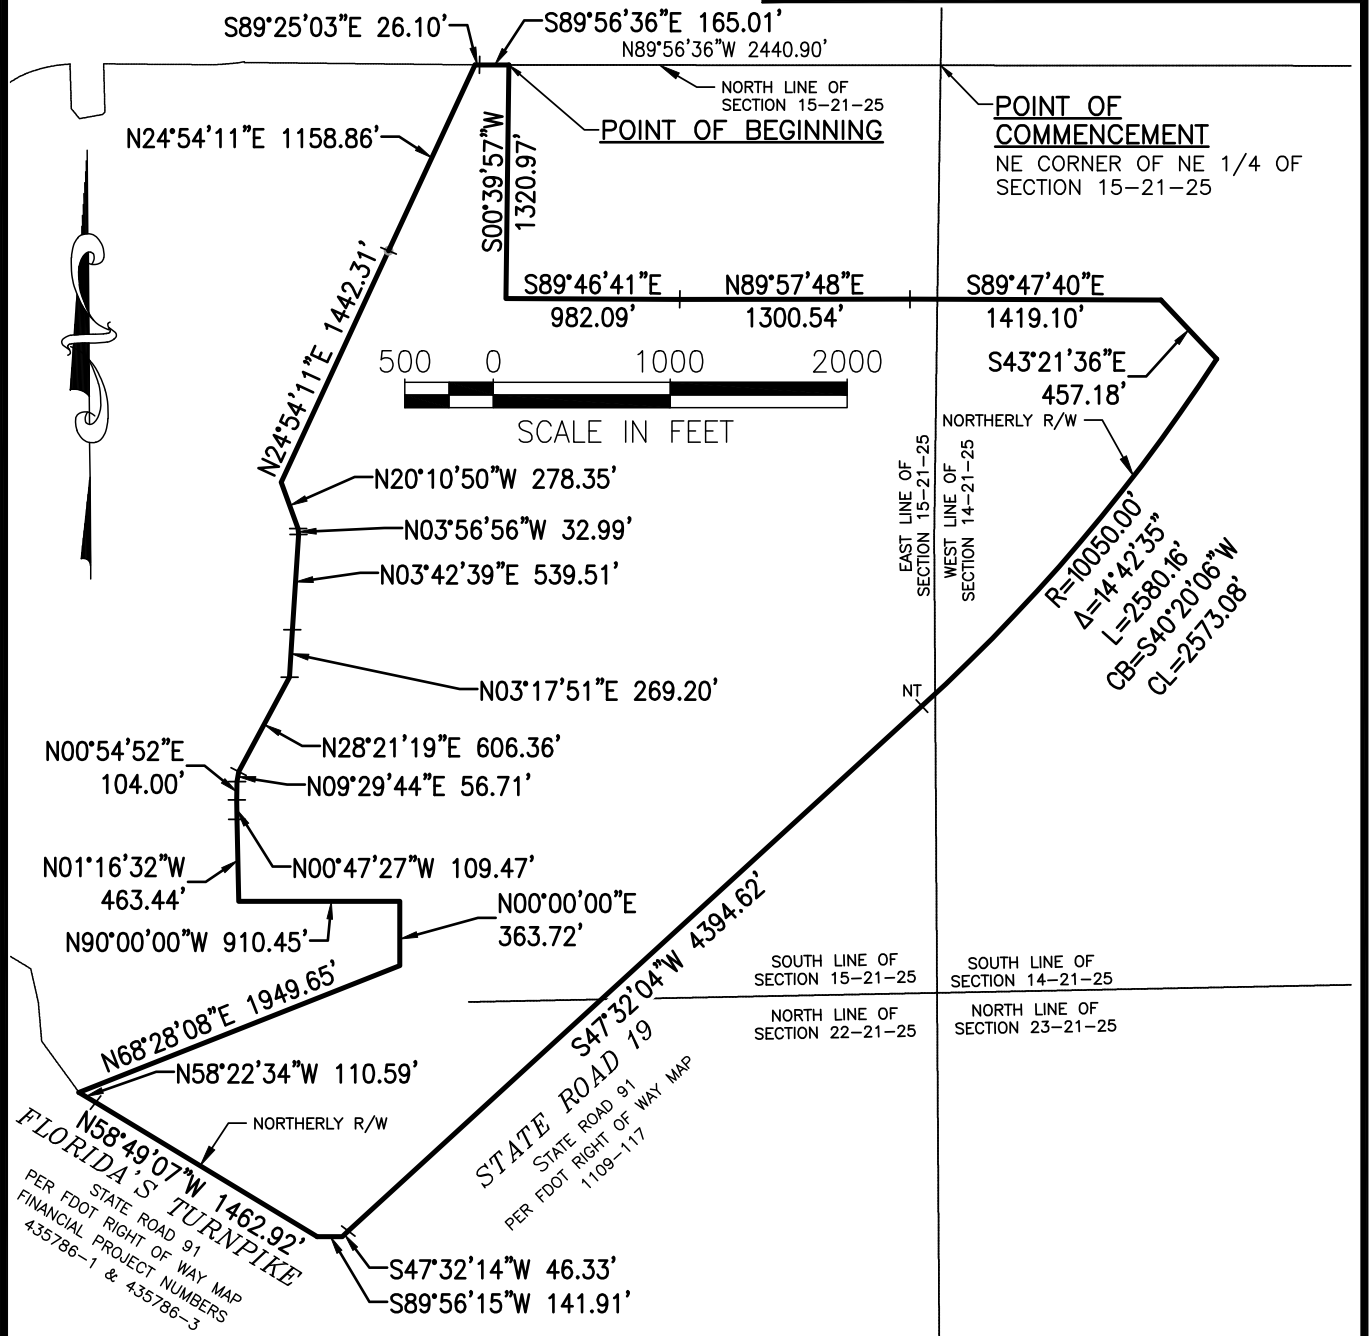 S89°25'03"E 26.10'
S89°56'36"E 165.01'
N89°56'36"W 2440.90'
NORTH LINE OF
SECTION 15-21-25
POINT OF BEGINNING
POINT OF
COMMENCEMENT
NE CORNER OF NE 1/4 OF
SECTION 15-21-25
N24°54'11"E 1158.86'
S00°39'57"W
1320.97'
N24°54'11"E 1442.31'
S89°46'41"E
982.09'
N89°57'48"E
1300.54'
S89°47'40"E
1419.10'
S43°21'36"E
457.18'
500 0 1000 2000
SCALE IN FEET
NORTHERLY R/W
EAST LINE OF
SECTION 15-21-25
WEST LINE OF
SECTION 14-21-25
N20°10'50"W 278.35'
N03°56'56"W 32.99'
N03°42'39"E 539.51'
R=10050.00'
Δ=14°42'35"
L=2580.16'
CB=S40°20'06"W
CL=2573.08'
N03°17'51"E 269.20'
NT
N28°21'19"E 606.36'
N00°54'52"E
104.00'
N09°29'44"E 56.71'
N01°16'32"W
463.44'
N00°47'27"W 109.47'
N00°00'00"E
363.72'
N90°00'00"W 910.45'
S47°32'04"W 4394.62'
SOUTH LINE OF
SECTION 15-21-25
SOUTH LINE OF
SECTION 14-21-25
NORTH LINE OF
SECTION 22-21-25
NORTH LINE OF
SECTION 23-21-25
N68°28'08"E 1949.65'
N58°22'34"W 110.59'
STATE ROAD 19
STATE ROAD 91
PER FDOT RIGHT OF WAY MAP
1109-117
NORTHERLY R/W
N58°49'07"W 1462.92'
FLORIDA'S TURNPIKE
STATE ROAD 91
PER FDOT RIGHT OF WAY MAP
FINANCIAL PROJECT NUMBERS
435786-1 & 435786-3
S47°32'14"W 46.33'
S89°56'15"W 141.91'